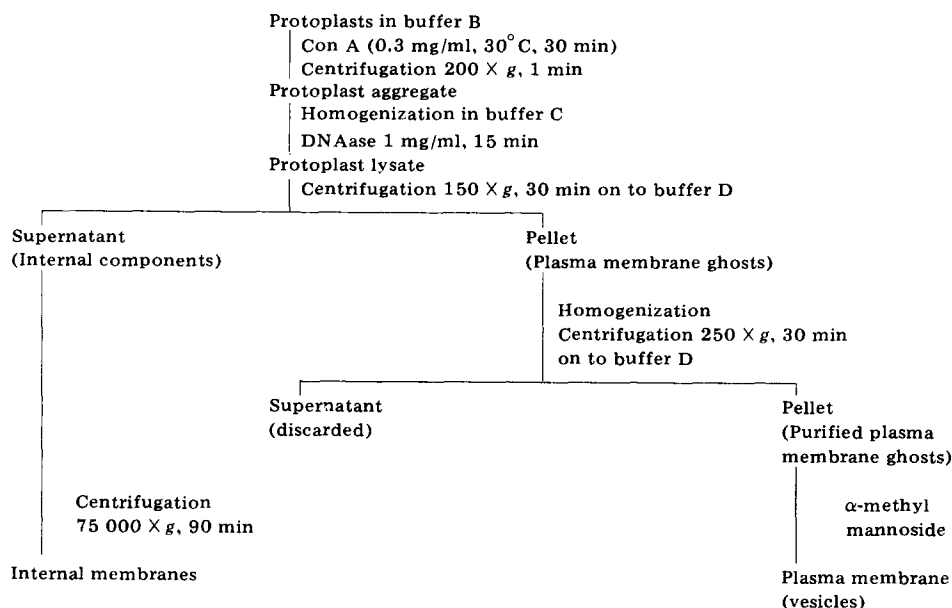 Protoplasts in buffer B
Con A (0.3 mg/ml, 30°C, 30 min)
Centrifugation 200 × g, 1 min
Protoplast aggregate
Homogenization in buffer C
DNAase 1 mg/ml, 15 min
Protoplast lysate
Centrifugation 150 × g, 30 min on to buffer D
Supernatant
(Internal components)
Pellet
(Plasma membrane ghosts)
Homogenization
Centrifugation 250 × g, 30 min
on to buffer D
Supernatant
(discarded)
Pellet
(Purified plasma
membrane ghosts)
Centrifugation
75 000 × g, 90 min
α-methyl
mannoside
Internal membranes
Plasma membrane
(vesicles)